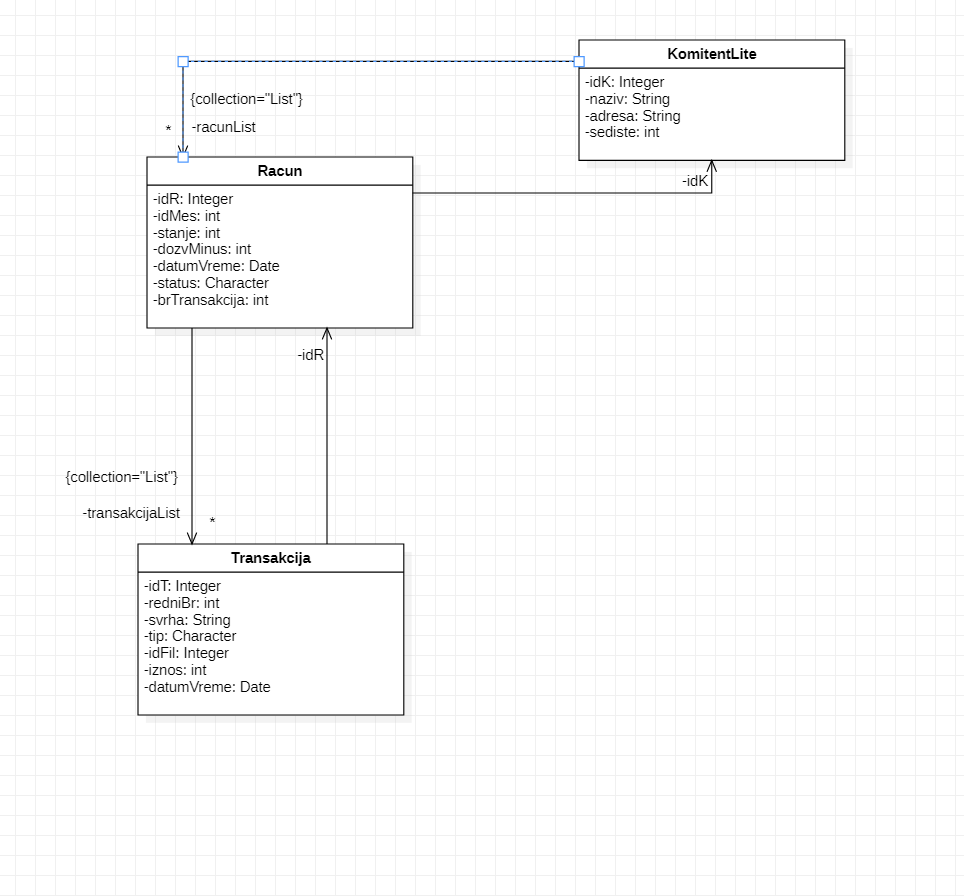 KomitentLite
-idK: Integer
-naziv: String
-adresa: String
-sediste: int
{collection="List"}
* -racunList
Racun
-idK
-idR: Integer
-idMes: int
-stanje: int
-dozvMinus: int
-datumVreme: Date
-status: Character
-brTransakcija: int
-idR
{collection="List"}
-transakcijaList *
Transakcija
-idT: Integer
-redniBr: int
-svrha: String
-tip: Character
-idFil: Integer
-iznos: int
-datumVreme: Date